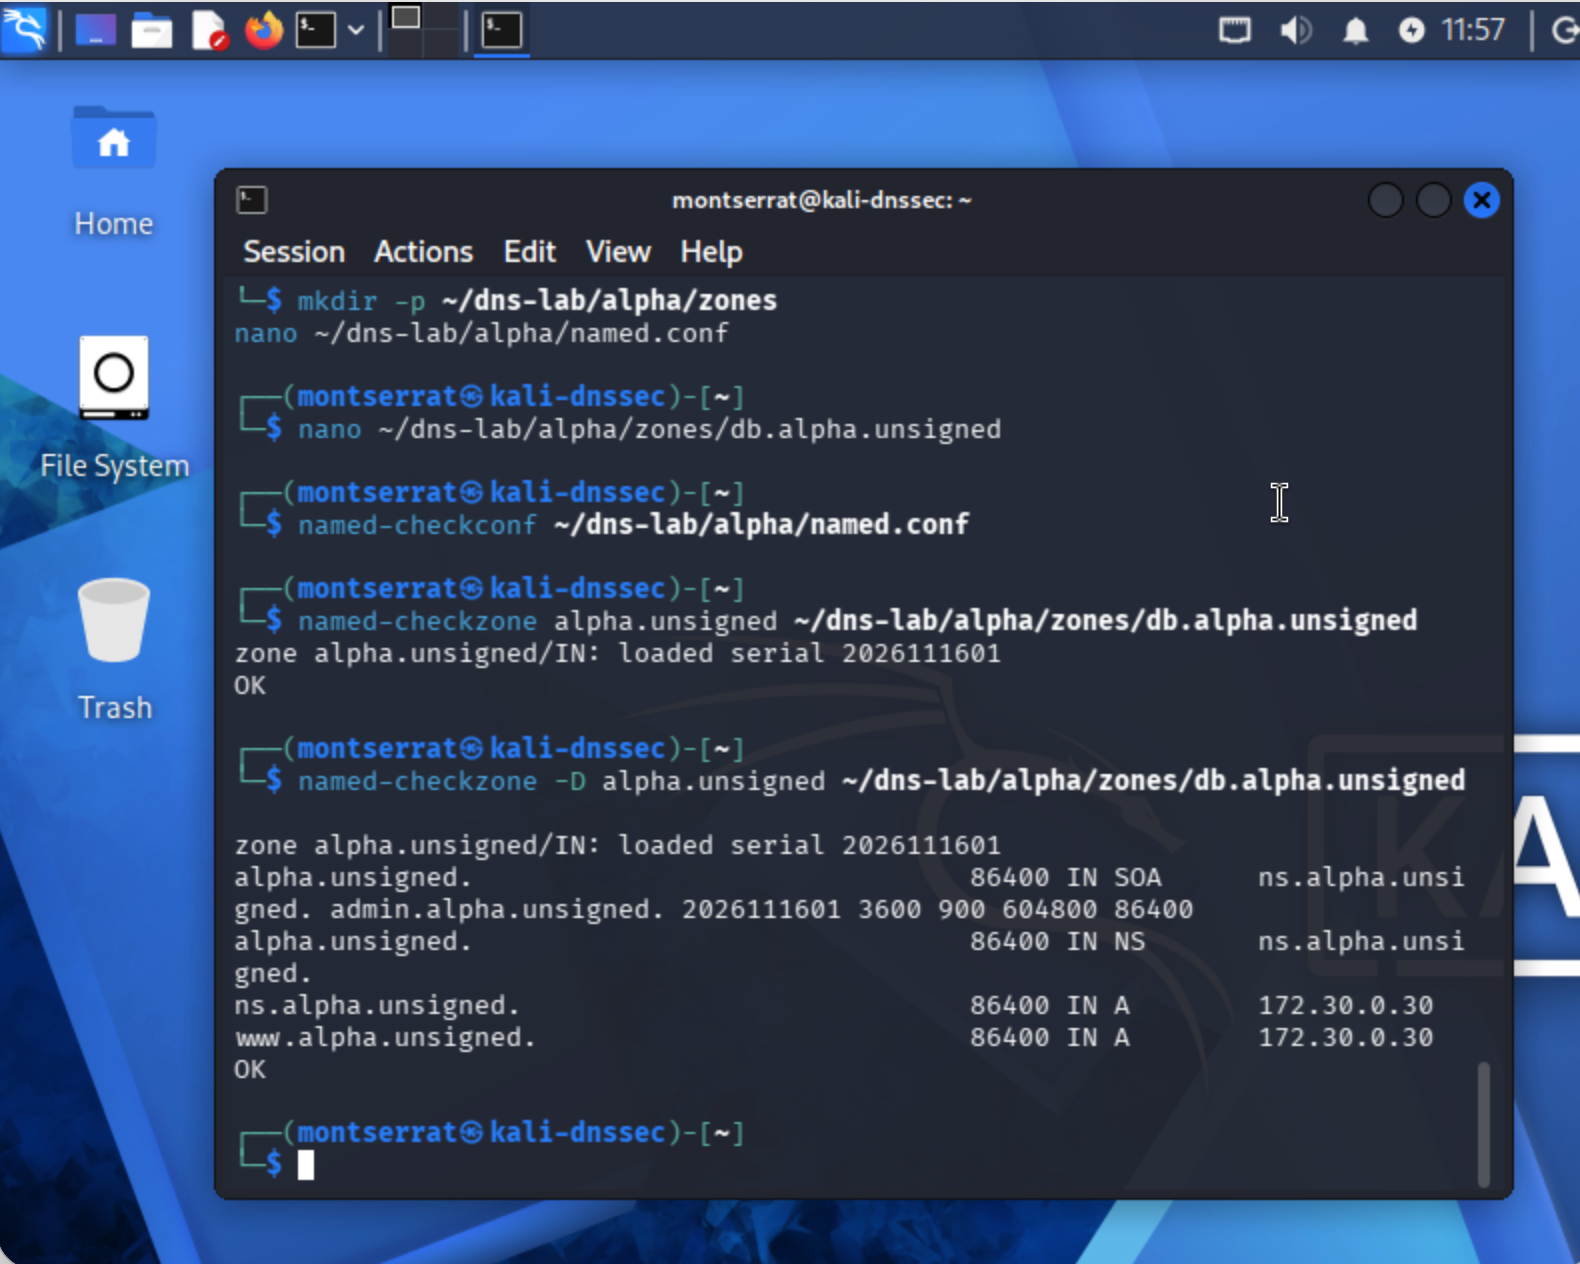 11:57
Home
File System
Trash
montserrat@kali-dnssec: ~
Session Actions Edit View Help
└─$ mkdir -p ~/dns-lab/alpha/zones
nano ~/dns-lab/alpha/named.conf
┌──(montserrat㉿kali-dnssec)-[~]
└─$ nano ~/dns-lab/alpha/zones/db.alpha.unsigned
┌──(montserrat㉿kali-dnssec)-[~]
└─$ named-checkconf ~/dns-lab/alpha/named.conf
┌──(montserrat㉿kali-dnssec)-[~]
└─$ named-checkzone alpha.unsigned ~/dns-lab/alpha/zones/db.alpha.unsigned
zone alpha.unsigned/IN: loaded serial 2026111601
OK
┌──(montserrat㉿kali-dnssec)-[~]
└─$ named-checkzone -D alpha.unsigned ~/dns-lab/alpha/zones/db.alpha.unsigned
zone alpha.unsigned/IN: loaded serial 2026111601
alpha.unsigned. 86400 IN SOA ns.alpha.unsi
gned. admin.alpha.unsigned. 2026111601 3600 900 604800 86400
alpha.unsigned. 86400 IN NS ns.alpha.unsi
gned.
ns.alpha.unsigned. 86400 IN A 172.30.0.30
www.alpha.unsigned. 86400 IN A 172.30.0.30
OK
┌──(montserrat㉿kali-dnssec)-[~]
└─$
KA